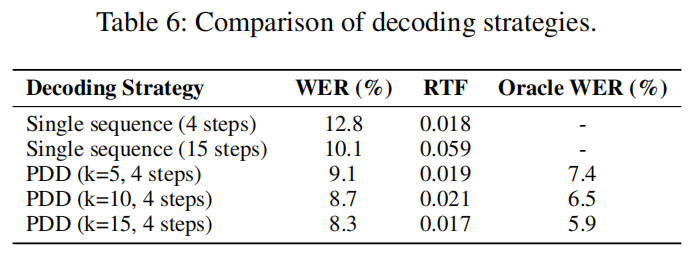 Table 6: Comparison of decoding strategies.
Decoding Strategy WER (%) RTF Oracle WER (%)
Single sequence (4 steps) 12.8 0.018 -
Single sequence (15 steps) 10.1 0.059 -
PDD (k=5, 4 steps) 9.1 0.019 7.4
PDD (k=10, 4 steps) 8.7 0.021 6.5
PDD (k=15, 4 steps) 8.3 0.017 5.9